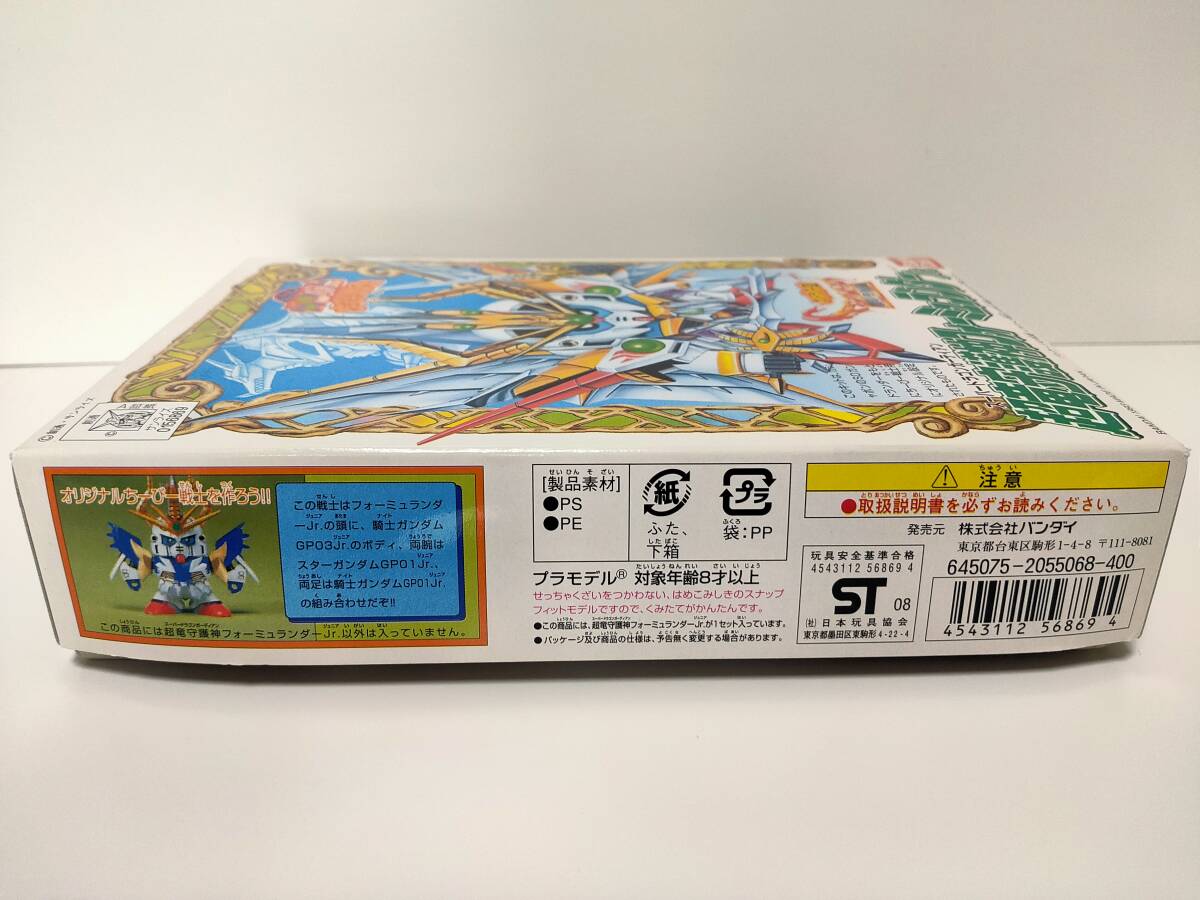 オリジナルちーびー戦士を作ろう!!
この戦士はフォーミュランダ
ーJr.の頭に、騎士ガンダム
GP03Jr.のボディ、両腕は
スターガンダムGP01Jr.、
両足は騎士ガンダムGP01Jr.
の組み合わせだぞ!!
この商品には超竜守護神フォーミュランダーJr.以外は入っていません。
[製品素材]
●PS
●PE
紙
ふた、
下箱
プラ
袋:PP
プラモデル® 対象年齢8才以上
せっちゃくざいをつかわない、はめこみしきのスナップ
フィットモデルですので、くみたてがかんたんです。
●この商品には、超竜守護神フォーミュランダーJr.が1セット入っています。
●パッケージ及び商品の仕様は、予告無く変更する場合があります。
注意
●取扱説明書を必ずお読みください。
発売元 株式会社バンダイ
東京都台東区駒形1-4-8 〒111-8081
玩具安全基準合格
4543112 56869 4
ST 08
(社)日本玩具協会
東京都墨田区東駒形4-22-4
645075-2055068-400
4543112 568694